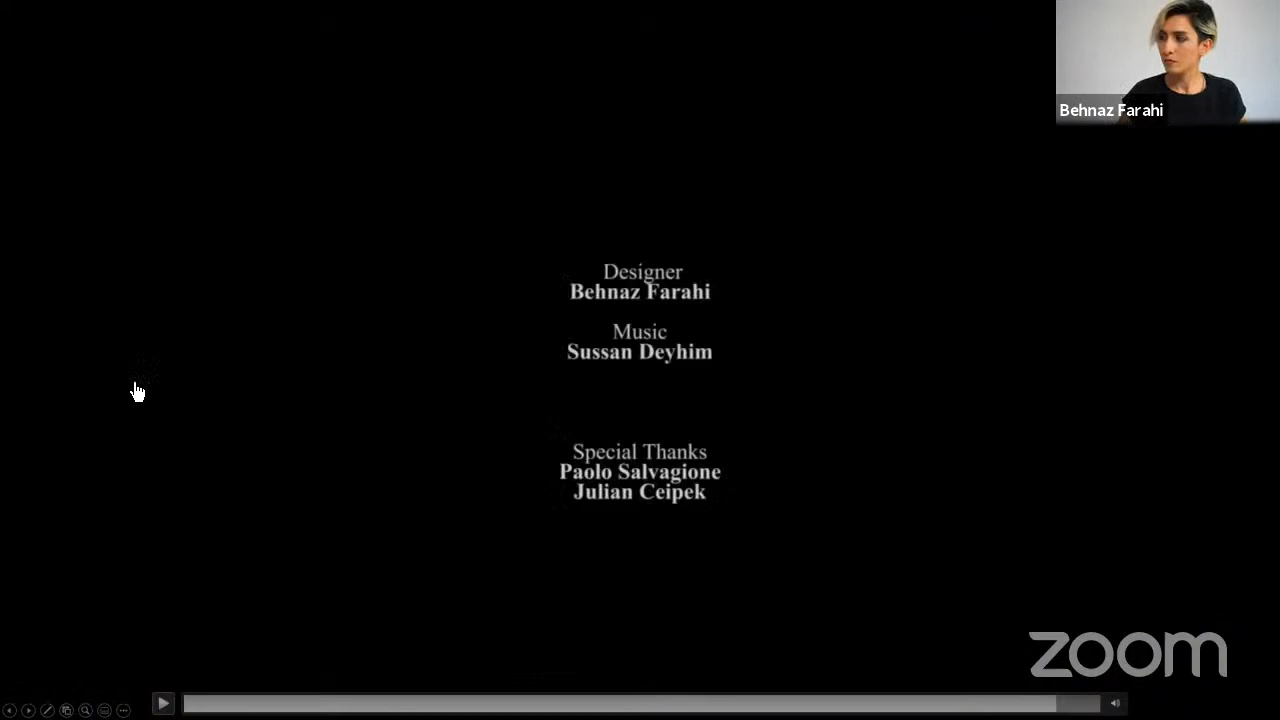 Behnaz Farahi
Designer
Behnaz Farahi
Music
Sussan Deyhim
Special Thanks
Paolo Salvagione
Julian Ceipek
zoom